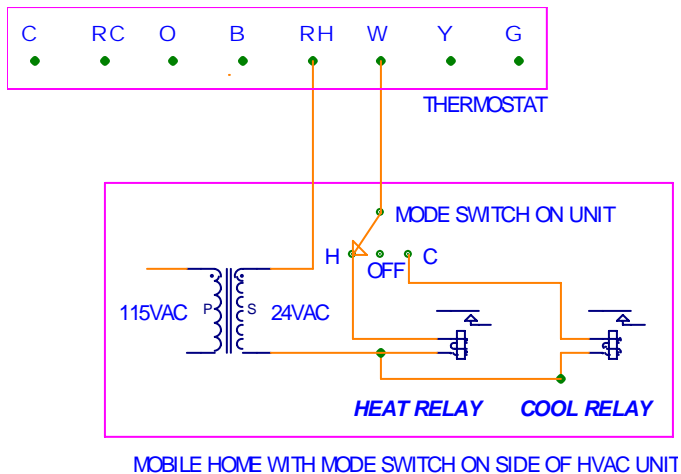 C RC O B RH W Y G
THERMOSTAT
MODE SWITCH ON UNIT
H OFF C
115VAC P S 24VAC
HEAT RELAY COOL RELAY
MOBILE HOME WITH MODE SWITCH ON SIDE OF HVAC UNIT